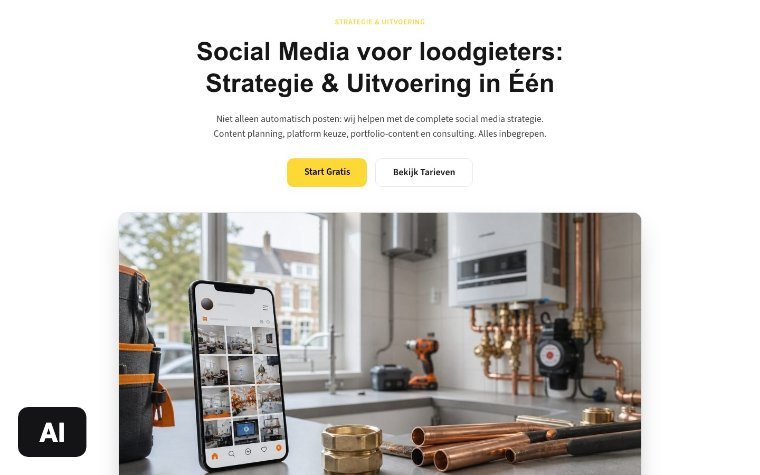 STRATEGIE & UITVOERING
Social Media voor loodgieters:
Strategie & Uitvoering in Één
Niet alleen automatisch posten: wij helpen met de complete social media strategie.
Content planning, platform keuze, portfolio-content en consulting. Alles inbegrepen.
Start Gratis
Bekijk Tarieven
AI